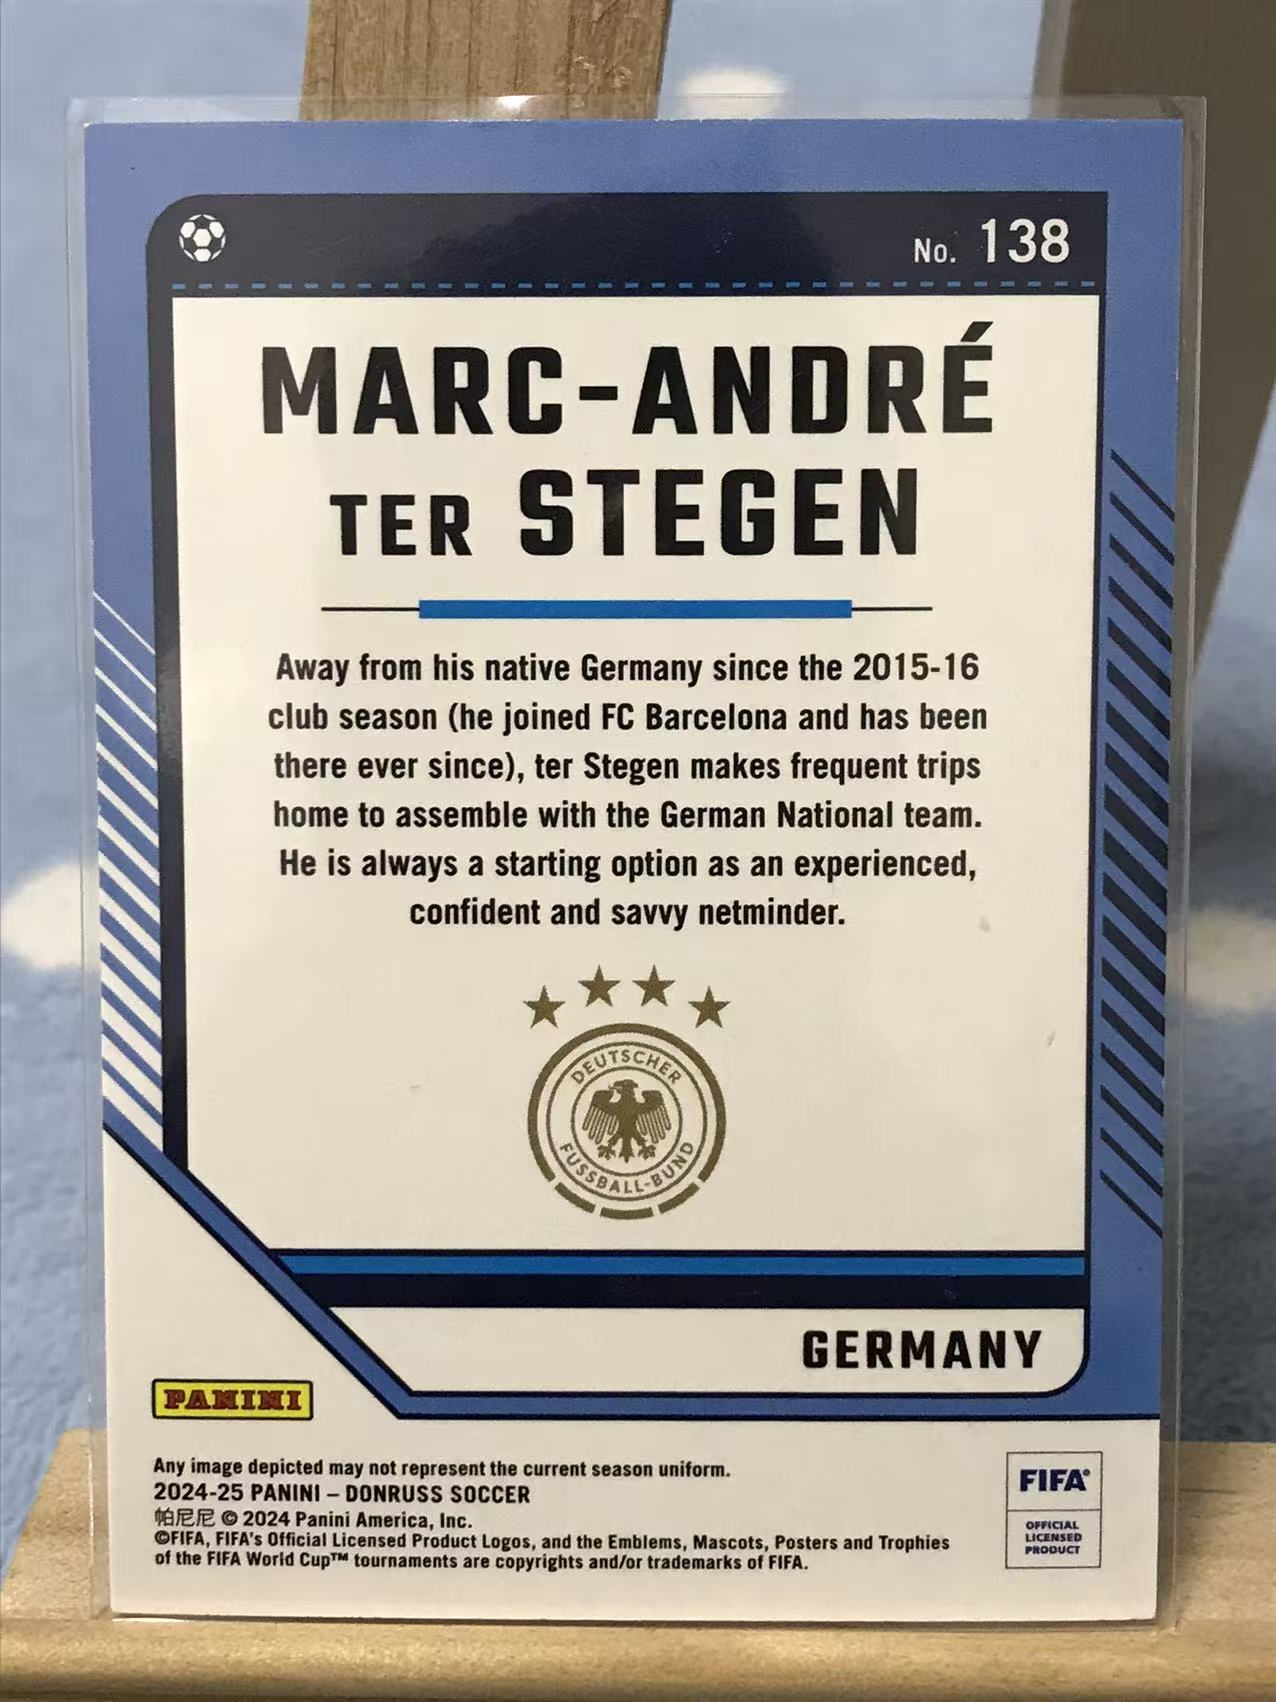 No. 138
MARC-ANDRÉ
TER STEGEN
Away from his native Germany since the 2015-16
club season (he joined FC Barcelona and has been
there ever since), ter Stegen makes frequent trips
home to assemble with the German National team.
He is always a starting option as an experienced,
confident and savvy netminder.
DEUTSCHER
FUSSBALL-BUND
GERMANY
PANINI
Any image depicted may not represent the current season uniform.
2024-25 PANINI – DONRUSS SOCCER
帕尼尼 © 2024 Panini America, Inc.
©FIFA, FIFA's Official Licensed Product Logos, and the Emblems, Mascots, Posters and Trophies
of the FIFA World Cup™ tournaments are copyrights and/or trademarks of FIFA.
FIFA®
OFFICIAL
LICENSED
PRODUCT